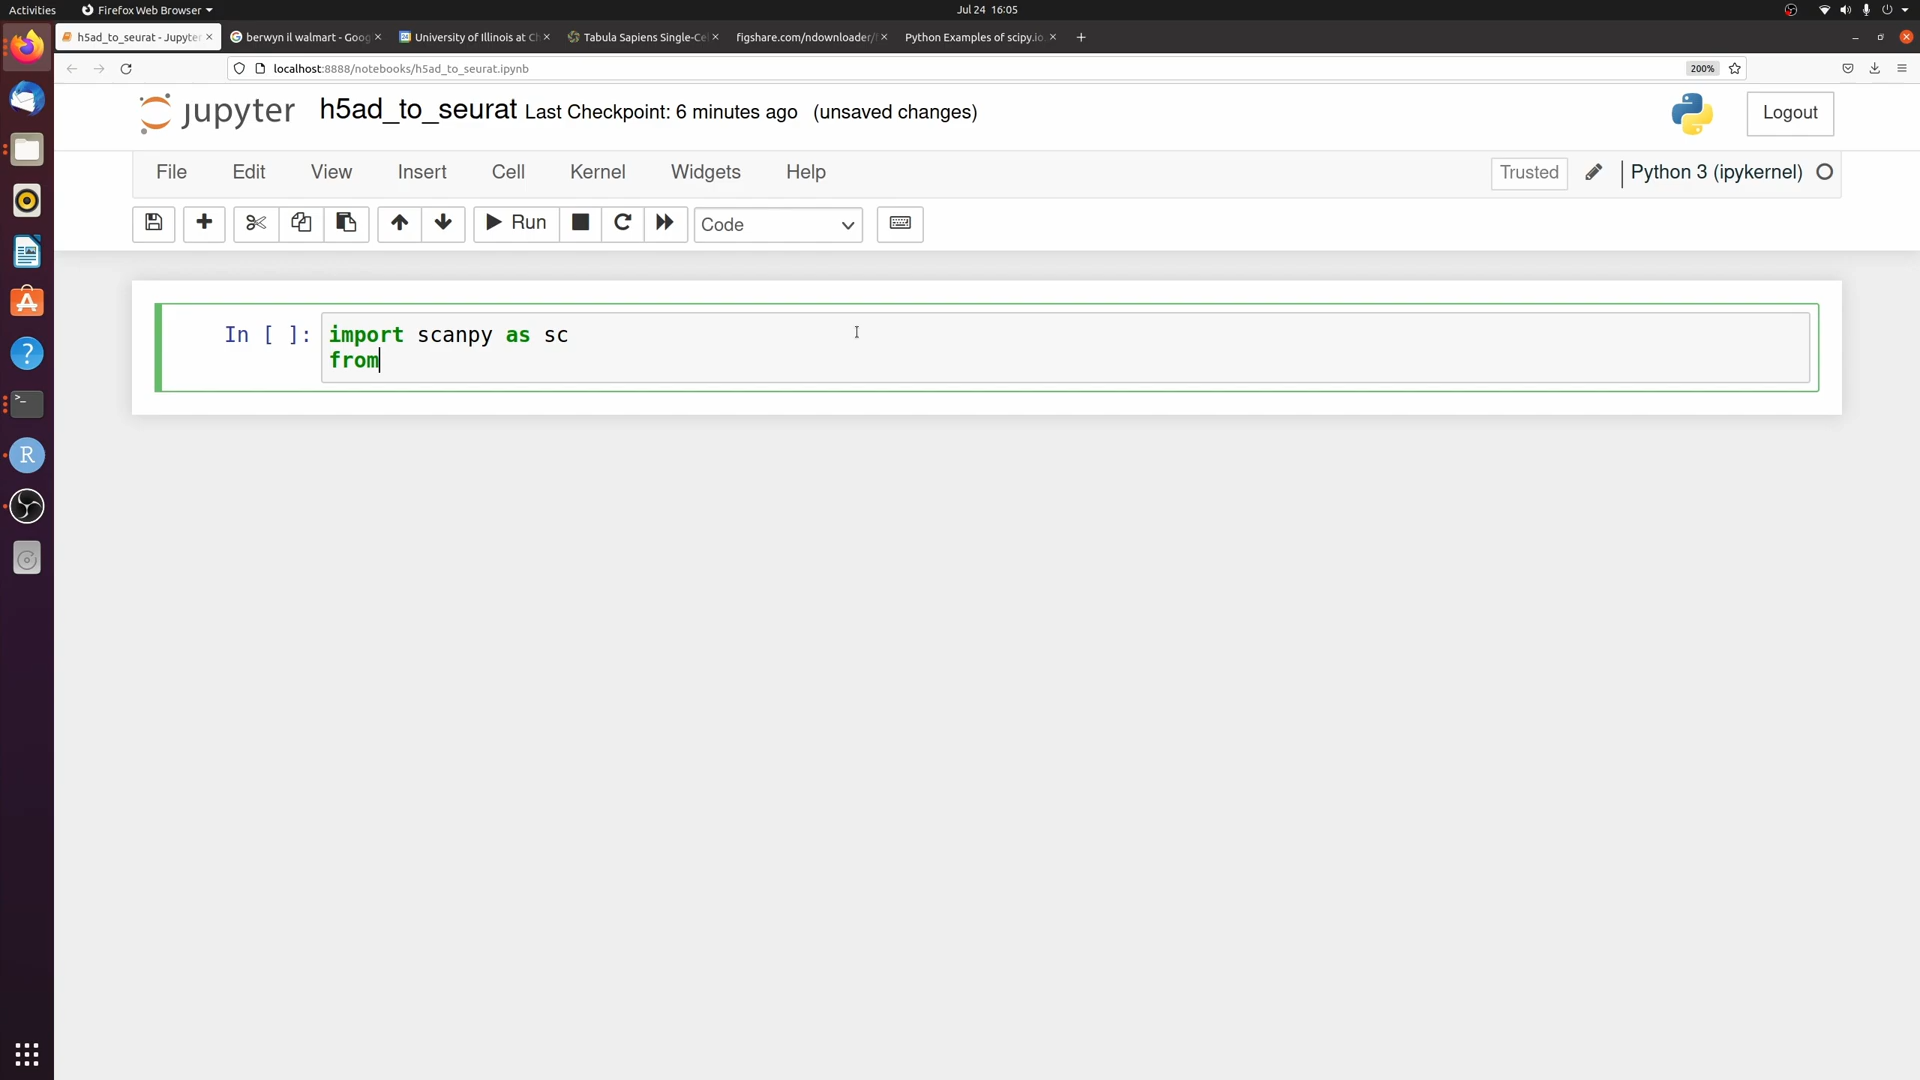 Activities
Firefox Web Browser
Jul 24 16:05
h5ad_to_seurat - Jupyter
berwyn il walmart - Goog
University of Illinois at Ch
Tabula Sapiens Single-Cel
figshare.com/ndownloader/f
Python Examples of scipy.io.
localhost:8888/notebooks/h5ad_to_seurat.ipynb
200%
jupyter
h5ad_to_seurat
Last Checkpoint: 6 minutes ago
(unsaved changes)
Logout
File
Edit
View
Insert
Cell
Kernel
Widgets
Help
Trusted
Python 3 (ipykernel)
Run
Code
In [ ]:
import scanpy as sc
from